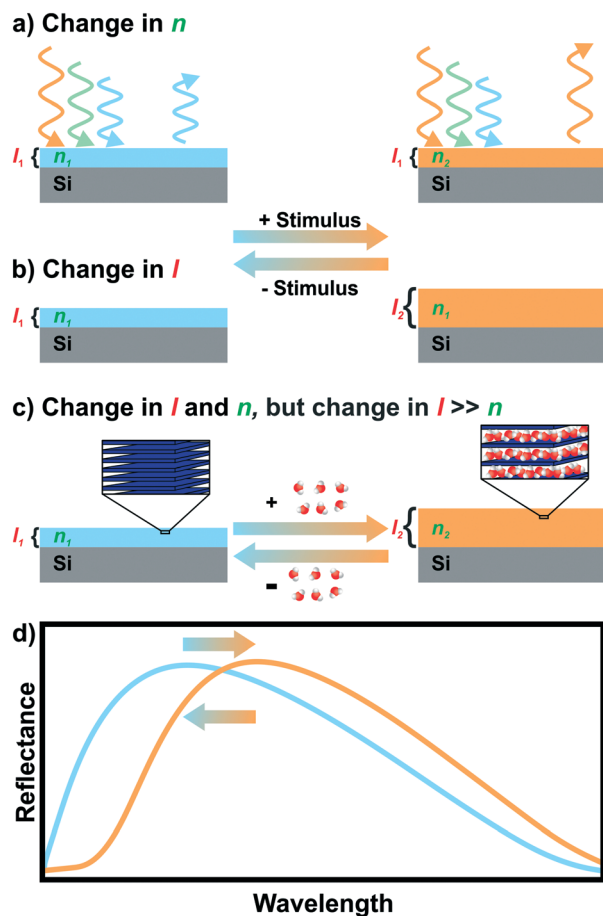 a) Change in n
l1 { n1
Si
l1 { n2
Si
+ Stimulus
- Stimulus
b) Change in l
l1 { n1
Si
l2 { n1
Si
c) Change in l and n, but change in l >> n
+
-
l1 { n1
Si
l2 { n2
Si
d)
Reflectance
Wavelength